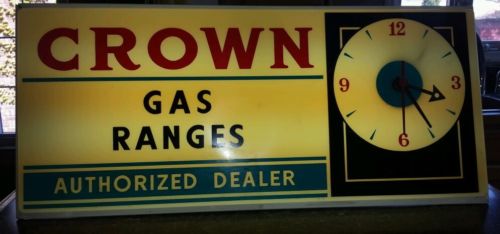 CROWN
GAS
RANGES
AUTHORIZED DEALER
12
3
6
9